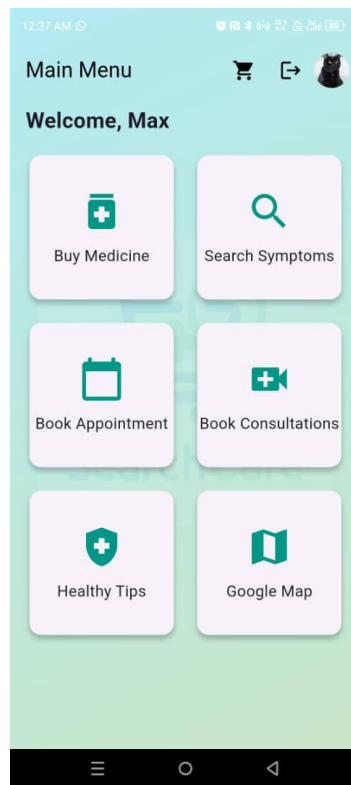 12:37 AM
Main Menu
Welcome, Max
Buy Medicine
Search Symptoms
Book Appointment
Book Consultations
SearchCare
Healthy Tips
Google Map